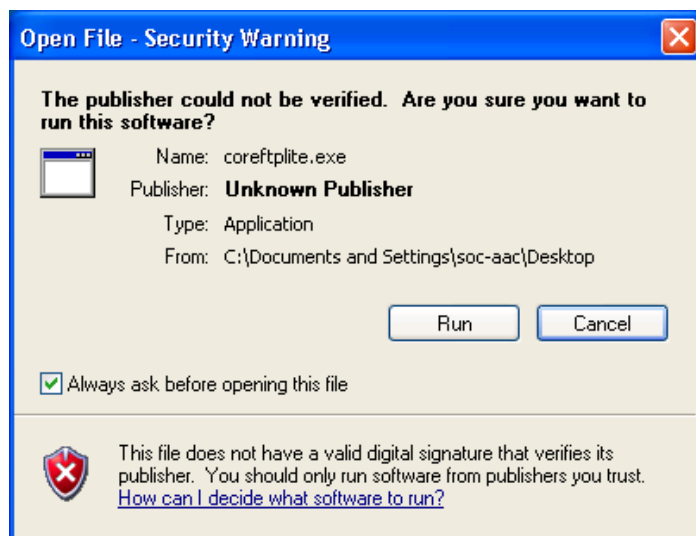 Open File - Security Warning
The publisher could not be verified.  Are you sure you want to
run this software?
Name: coreftplite.exe
Publisher: Unknown Publisher
Type: Application
From: C:\Documents and Settings\soc-aac\Desktop
Run Cancel
Always ask before opening this file
This file does not have a valid digital signature that verifies its
publisher.  You should only run software from publishers you trust.
How can I decide what software to run?